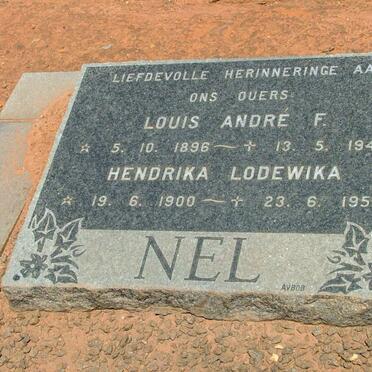 LIEFDEVOLLE HERINNERINGE AA
ONS OUERS
LOUIS ANDRÉ F.
☆ 5. 10. 1896 ~ ✝ 13. 5. 194
HENDRIKA LODEWIKA
☆ 19. 6. 1900 ~ ✝ 23. 6. 195
NEL
AVBOB